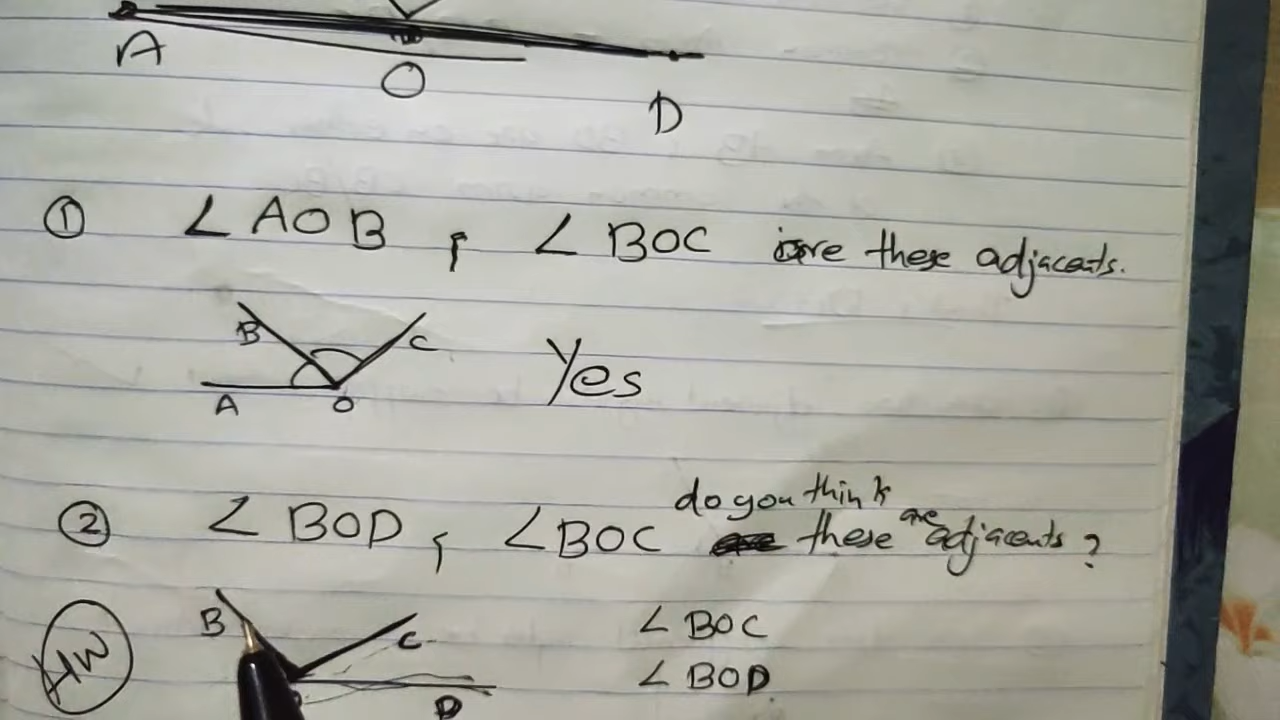 A
O
D
① ∠AOB, ∠BOC are these adjacents.
B
C
A
O
Yes
② ∠BOD, ∠BOC do you think these are adjacents?
HW
B
C
D
∠BOC
∠BOD